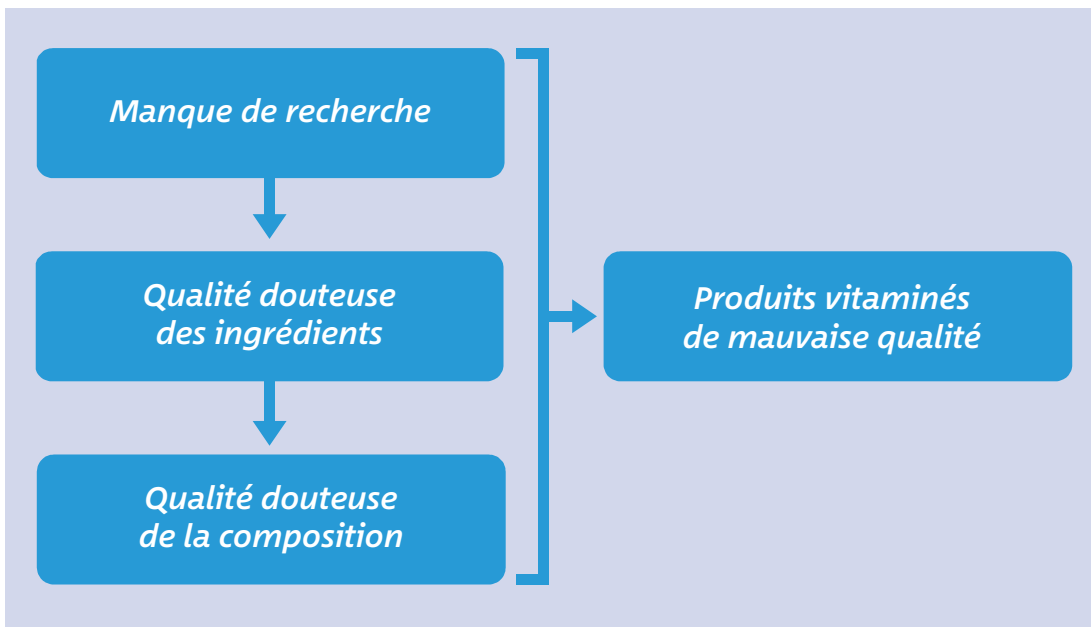 Manque de recherche
Qualité douteuse
des ingrédients
Qualité douteuse
de la composition
Produits vitaminés
de mauvaise qualité